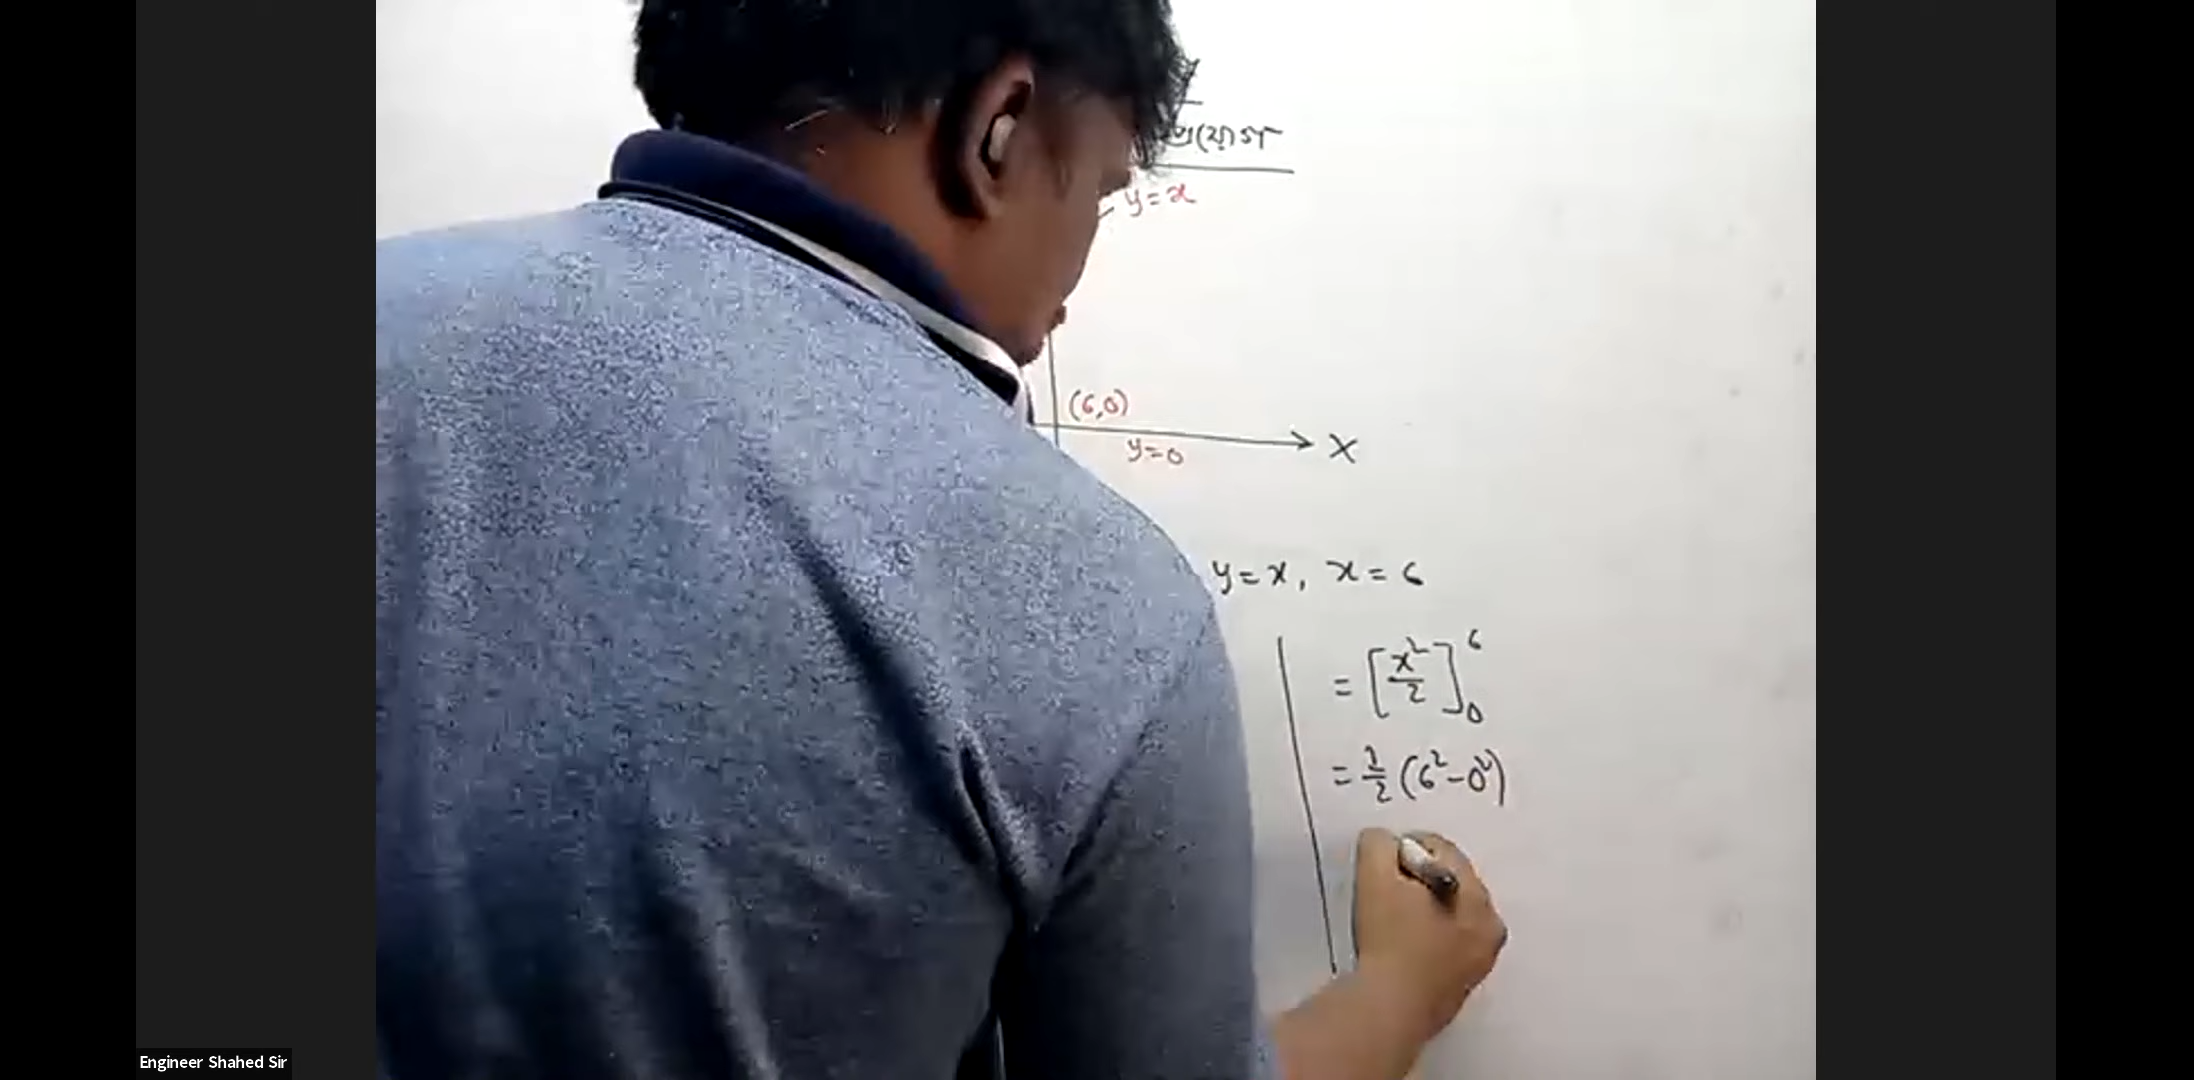 y = x
(6,0)
y=0
X
y = x, x = 6
= [x²/2]₀⁶
= 1/2 (6² - 0²)
Engineer Shahed Sir